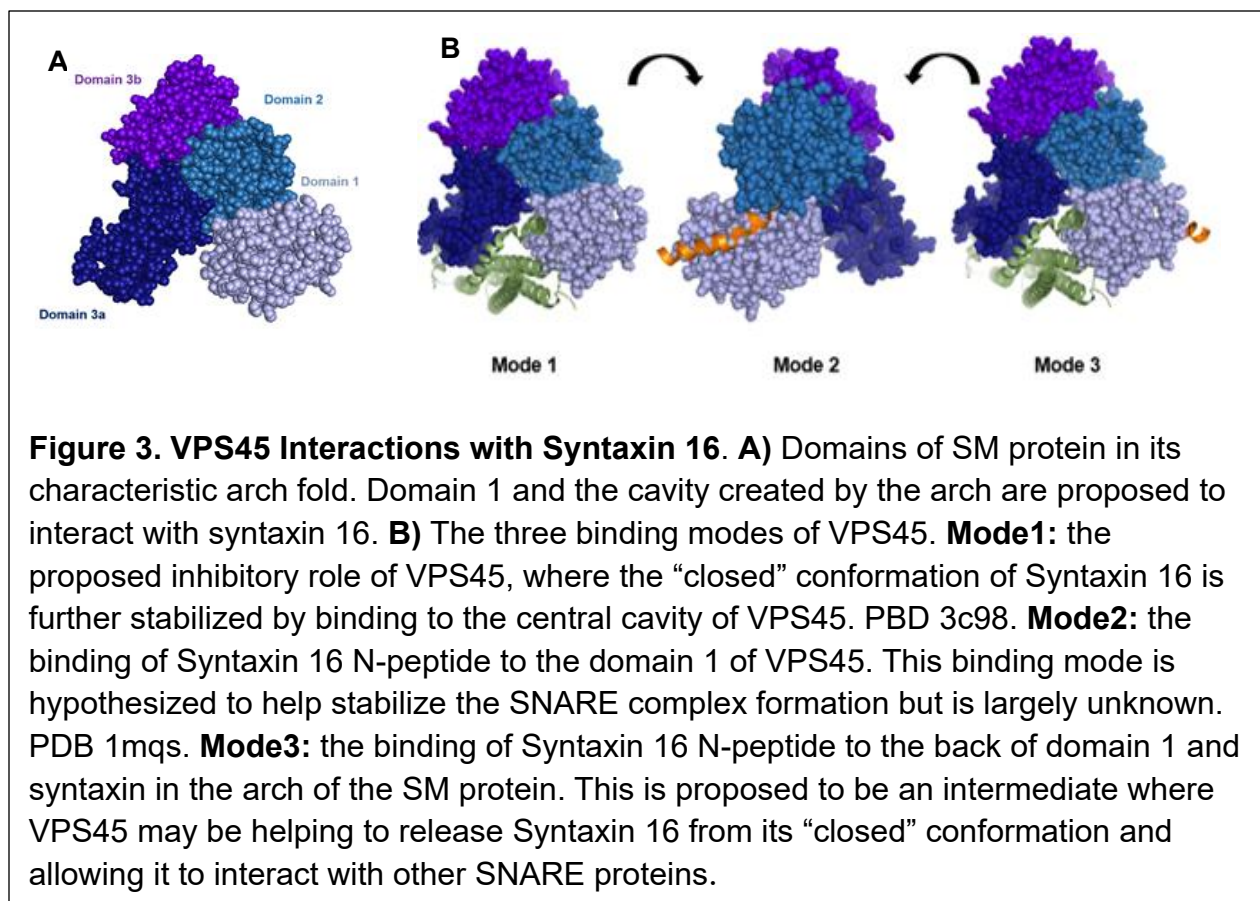 A
B
Domain 3b
Domain 2
Domain 1
Domain 3a
Mode 1
Mode 2
Mode 3
Figure 3. VPS45 Interactions with Syntaxin 16. A) Domains of SM protein in its
characteristic arch fold. Domain 1 and the cavity created by the arch are proposed to
interact with syntaxin 16. B) The three binding modes of VPS45. Mode1: the
proposed inhibitory role of VPS45, where the “closed” conformation of Syntaxin 16 is
further stabilized by binding to the central cavity of VPS45. PBD 3c98. Mode2: the
binding of Syntaxin 16 N-peptide to the domain 1 of VPS45. This binding mode is
hypothesized to help stabilize the SNARE complex formation but is largely unknown.
PDB 1mqs. Mode3: the binding of Syntaxin 16 N-peptide to the back of domain 1 and
syntaxin in the arch of the SM protein. This is proposed to be an intermediate where
VPS45 may be helping to release Syntaxin 16 from its “closed” conformation and
allowing it to interact with other SNARE proteins.